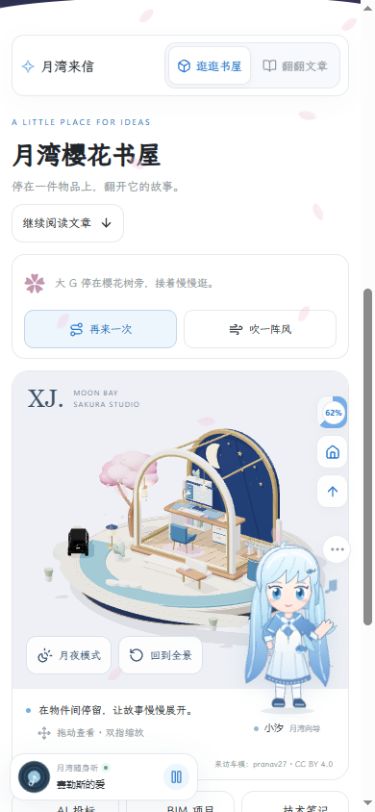 月湾来信
逛逛书屋
翻翻文章
A LITTLE PLACE FOR IDEAS
月湾樱花书屋
停在一件物品上，翻开它的故事。
继续阅读文章
大 G 停在樱花树旁，接着慢慢逛。
再来一次
吹一阵风
XJ.
MOON BAY
SAKURA STUDIO
62%
月夜模式
回到全景
在物件间停留，让故事慢慢展开。
拖动查看·双指缩放
小汐 月湾向导
来访车模：pranav27 · CC BY 4.0
月湾随身听
喜勒斯的爱
AI 投标
BIM 项目
技术笔记